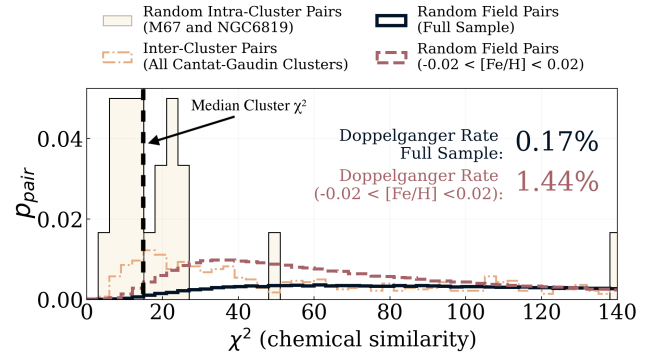 Random Intra-Cluster Pairs
(M67 and NGC6819)
Inter-Cluster Pairs
(All Cantat-Gaudin Clusters)
Random Field Pairs
(Full Sample)
Random Field Pairs
(-0.02 < [Fe/H] < 0.02)
Median Cluster χ²
Doppelganger Rate
Full Sample: 0.17%
Doppelganger Rate
(-0.02 < [Fe/H] <0.02): 1.44%
p_pair
0.04
0.02
0.00
0 20 40 60 80 100 120 140
χ² (chemical similarity)